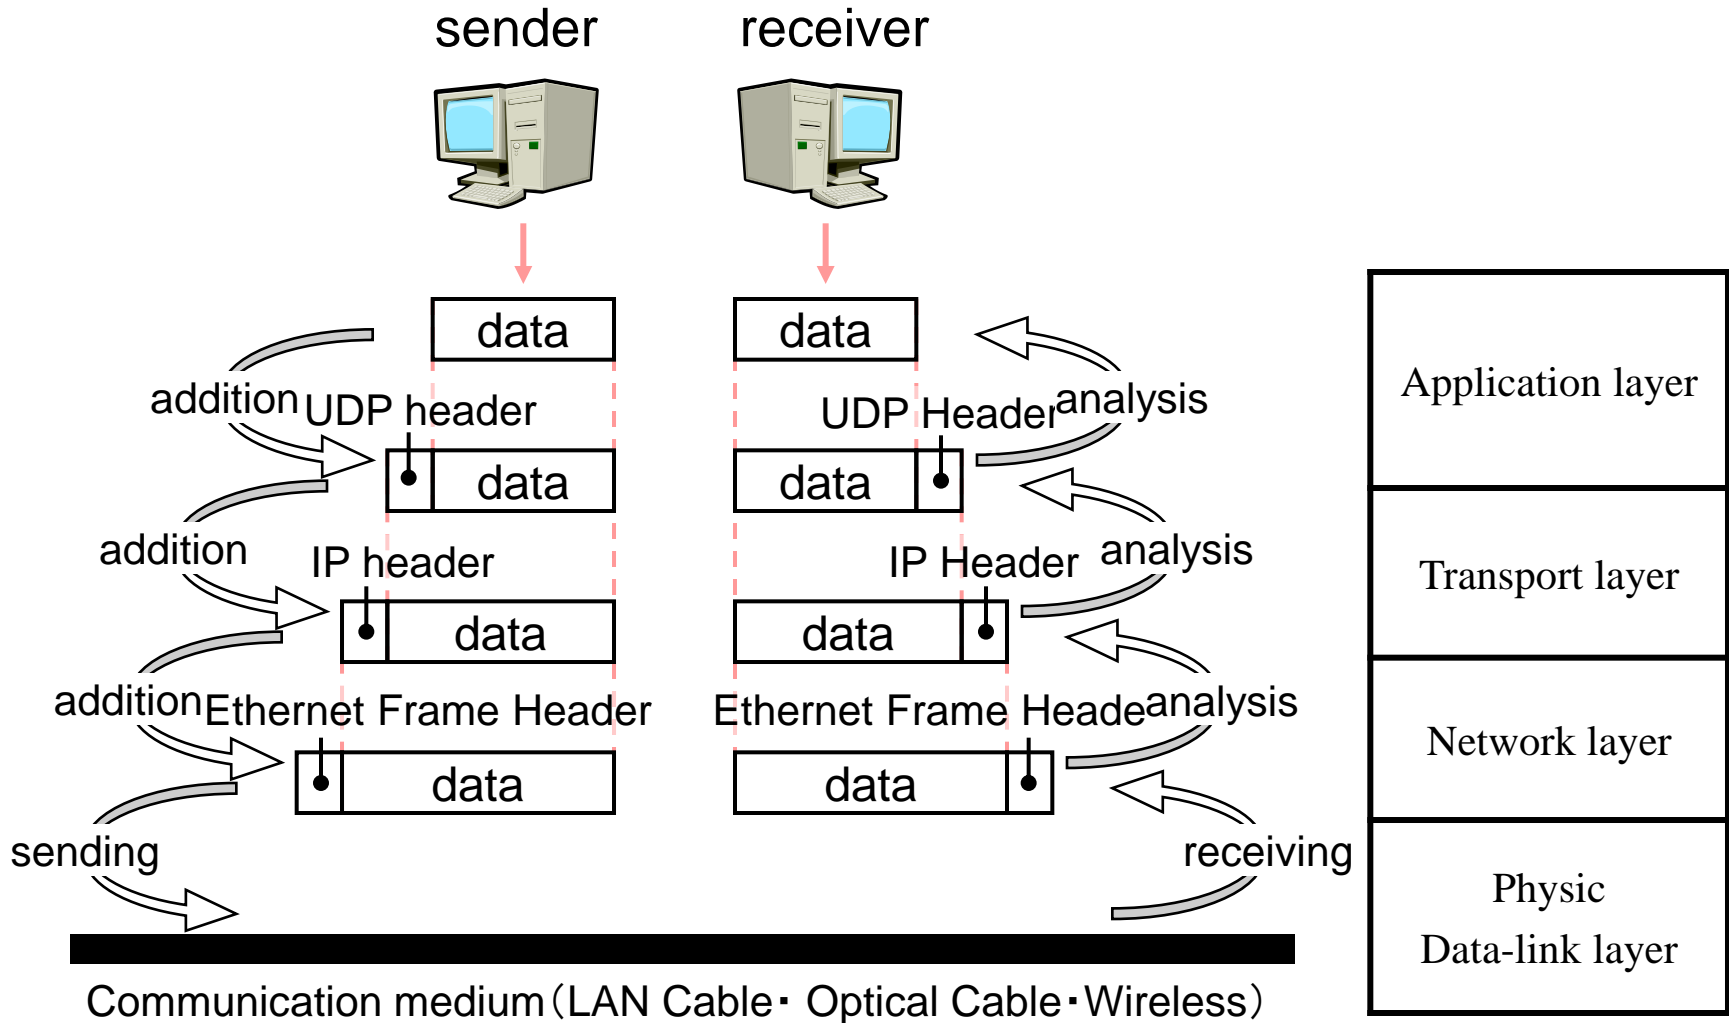 sender
receiver
data
data
addition
UDP header
UDP Header
analysis
data
data
addition
IP header
IP Header
analysis
data
data
addition
Ethernet Frame Header
Ethernet Frame Heade
analysis
data
data
sending
receiving
Communication medium（LAN Cable・ Optical Cable・Wireless）
Application layer
Transport layer
Network layer
Physic
Data-link layer